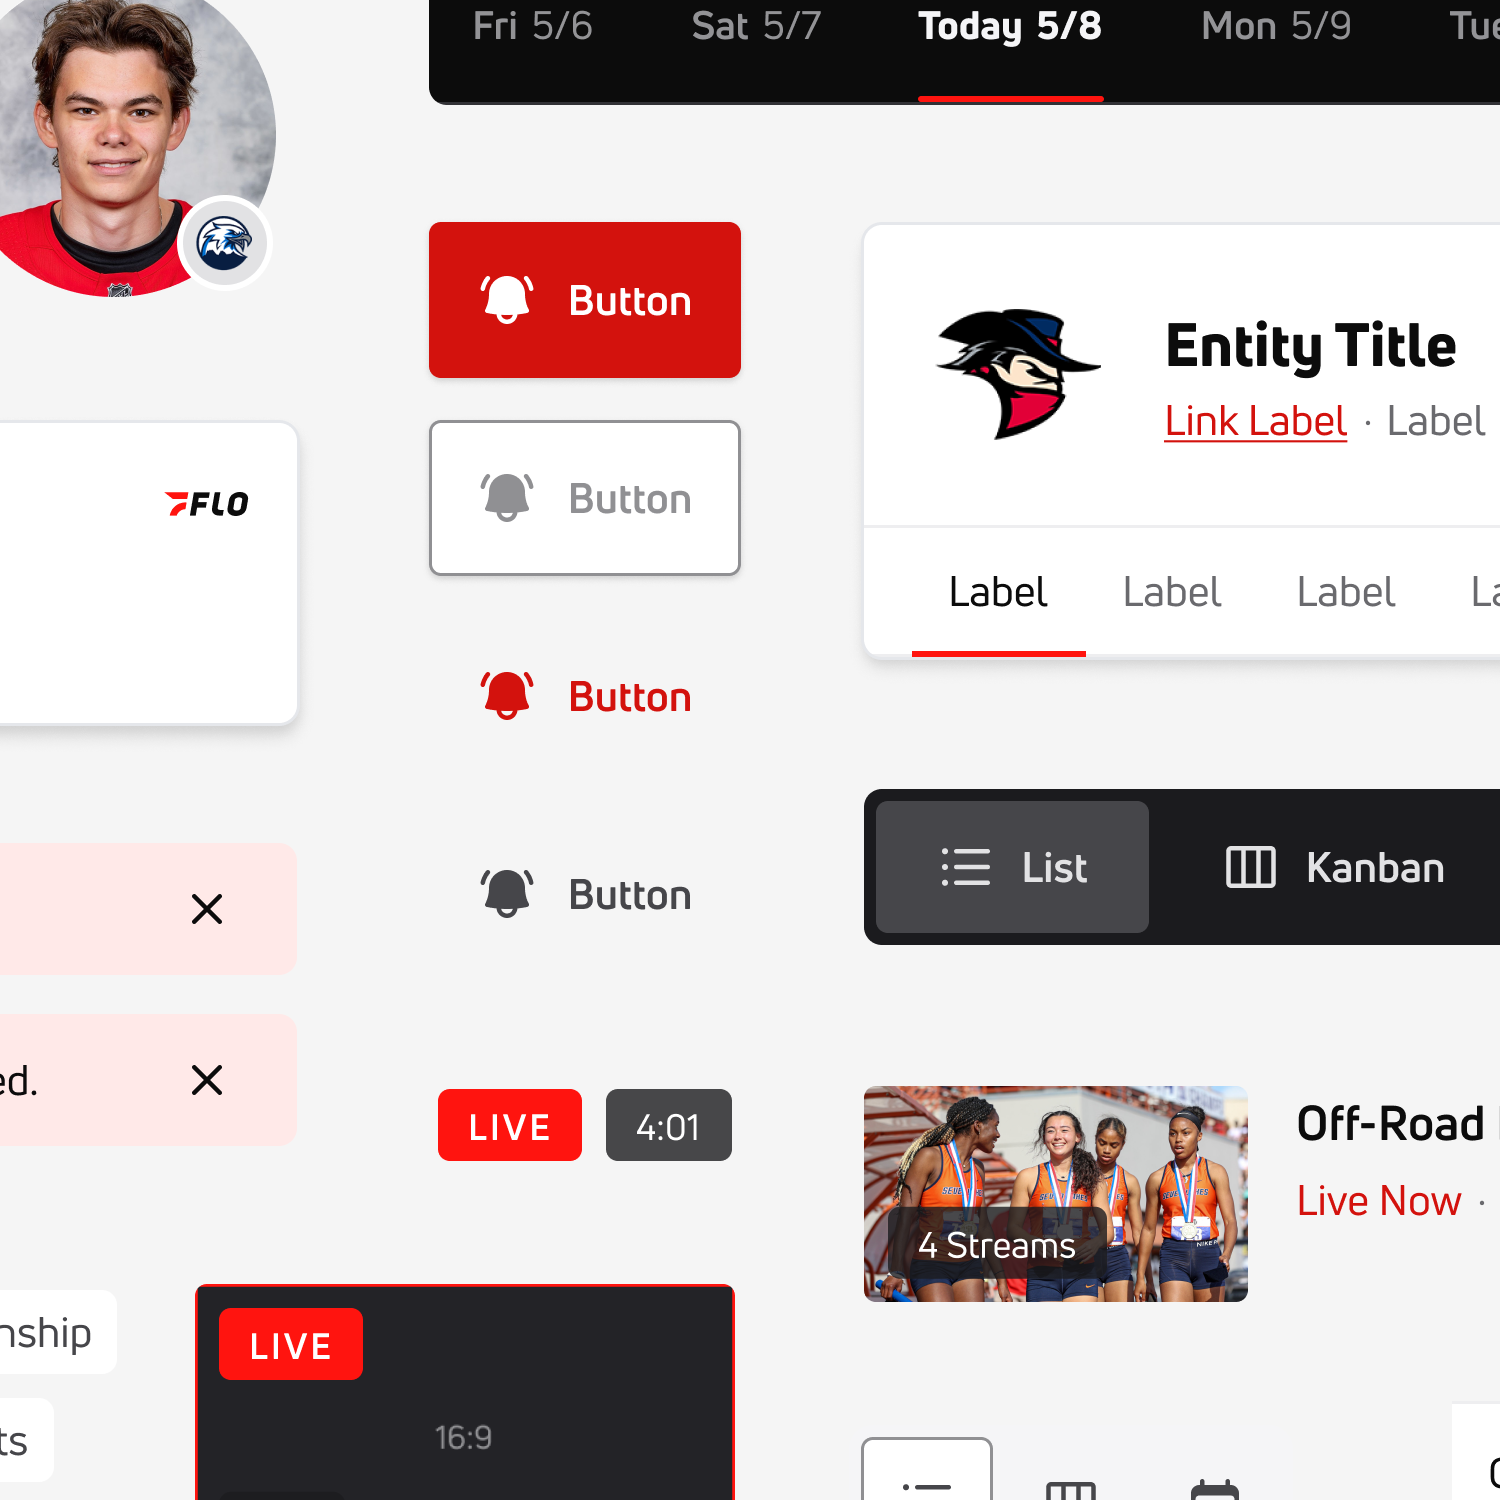 Fri 5/6 Sat 5/7 Today 5/8 Mon 5/9 Tue
Button
Entity Title
Link Label · Label
FLO
Button
Label Label Label La
Button
List Kanban
Button
ed.
LIVE 4:01
4 Streams
Off-Road
Live Now ·
nship
LIVE
ts
16:9